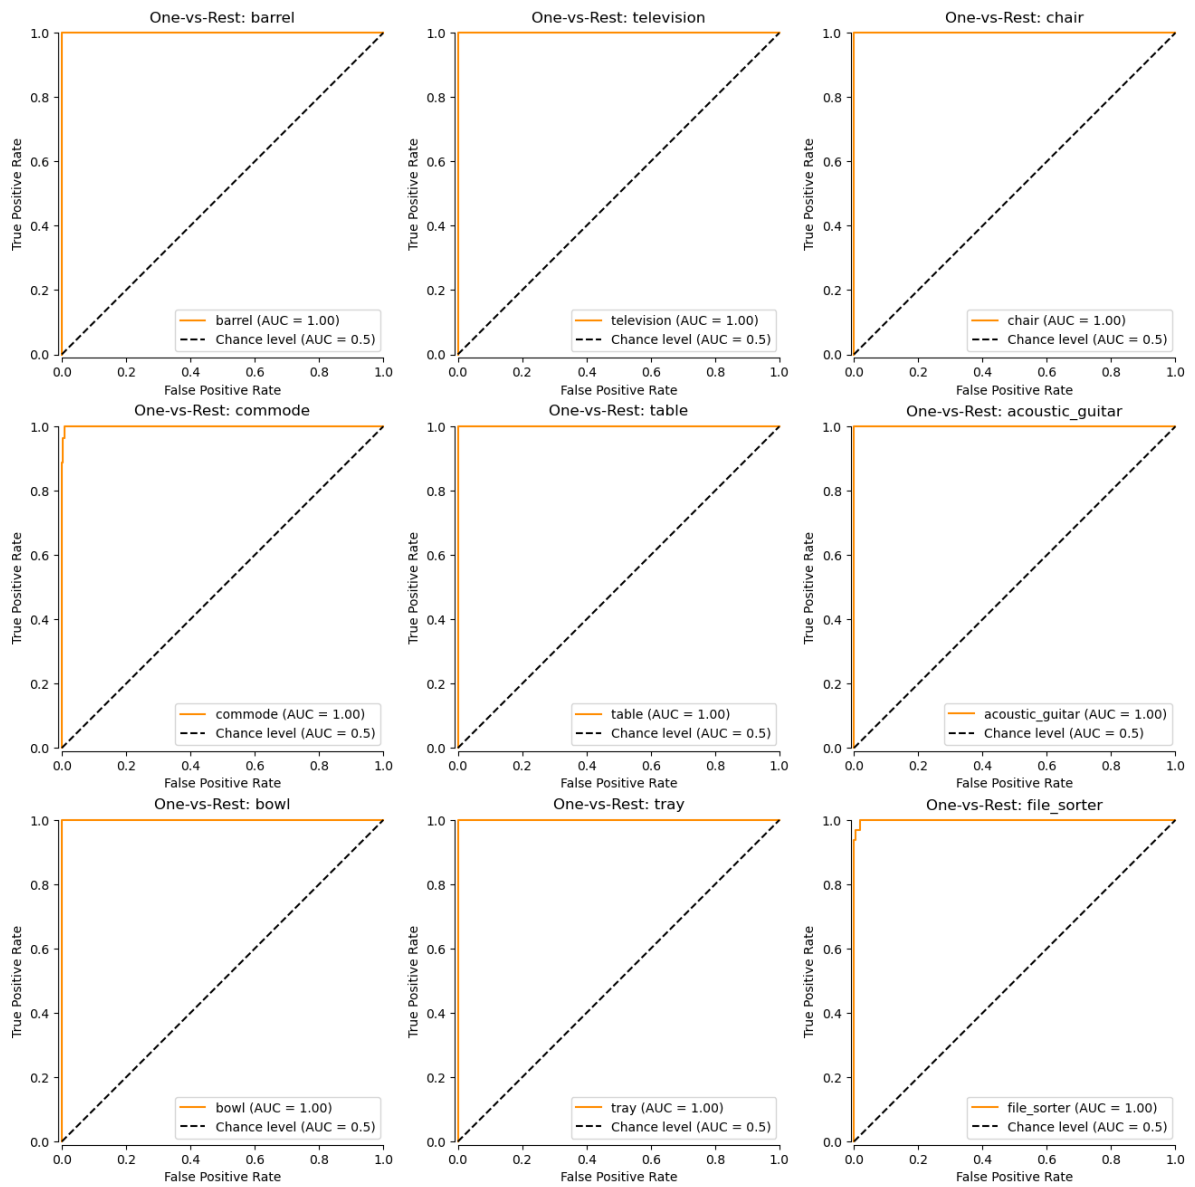 One-vs-Rest: barrel
True Positive Rate
1.0
0.8
0.6
0.4
0.2
0.0
barrel (AUC = 1.00)
Chance level (AUC = 0.5)
0.0 0.2 0.4 0.6 0.8 1.0
False Positive Rate
One-vs-Rest: television
True Positive Rate
1.0
0.8
0.6
0.4
0.2
0.0
television (AUC = 1.00)
Chance level (AUC = 0.5)
0.0 0.2 0.4 0.6 0.8 1.0
False Positive Rate
One-vs-Rest: chair
True Positive Rate
1.0
0.8
0.6
0.4
0.2
0.0
chair (AUC = 1.00)
Chance level (AUC = 0.5)
0.0 0.2 0.4 0.6 0.8 1.0
False Positive Rate
One-vs-Rest: commode
True Positive Rate
1.0
0.8
0.6
0.4
0.2
0.0
commode (AUC = 1.00)
Chance level (AUC = 0.5)
0.0 0.2 0.4 0.6 0.8 1.0
False Positive Rate
One-vs-Rest: table
True Positive Rate
1.0
0.8
0.6
0.4
0.2
0.0
table (AUC = 1.00)
Chance level (AUC = 0.5)
0.0 0.2 0.4 0.6 0.8 1.0
False Positive Rate
One-vs-Rest: acoustic_guitar
True Positive Rate
1.0
0.8
0.6
0.4
0.2
0.0
acoustic_guitar (AUC = 1.00)
Chance level (AUC = 0.5)
0.0 0.2 0.4 0.6 0.8 1.0
False Positive Rate
One-vs-Rest: bowl
True Positive Rate
1.0
0.8
0.6
0.4
0.2
0.0
bowl (AUC = 1.00)
Chance level (AUC = 0.5)
0.0 0.2 0.4 0.6 0.8 1.0
False Positive Rate
One-vs-Rest: tray
True Positive Rate
1.0
0.8
0.6
0.4
0.2
0.0
tray (AUC = 1.00)
Chance level (AUC = 0.5)
0.0 0.2 0.4 0.6 0.8 1.0
False Positive Rate
One-vs-Rest: file_sorter
True Positive Rate
1.0
0.8
0.6
0.4
0.2
0.0
file_sorter (AUC = 1.00)
Chance level (AUC = 0.5)
0.0 0.2 0.4 0.6 0.8 1.0
False Positive Rate